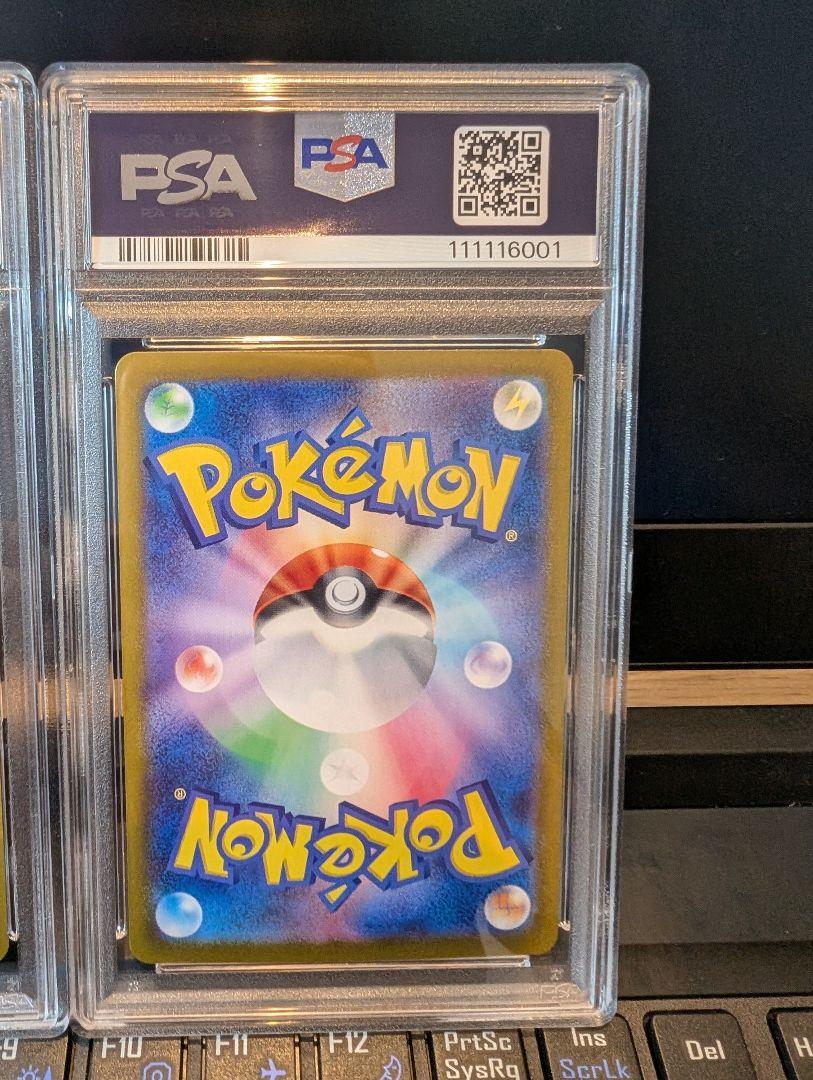 PSA
PSA
111116001
POKÉMON®
POKÉMON®
F10
F11
F12
PrtSc
SysRq
Ins
ScrLk
Del